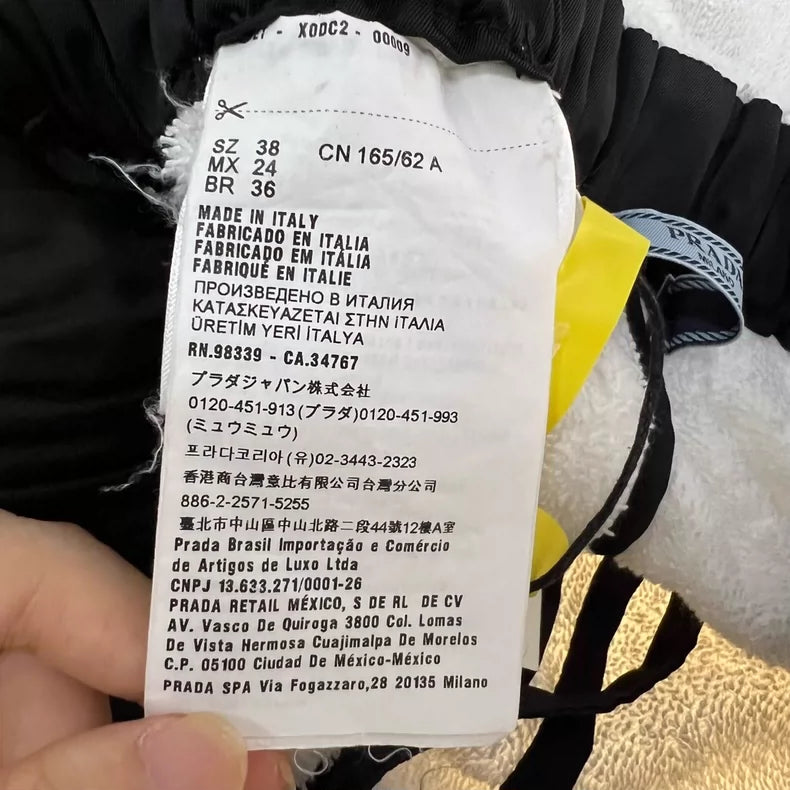 X0DC2 - 00009
SZ 38
MX 24
BR 36
CN 165/62 A
MADE IN ITALY
FABRICADO EN ITALIA
FABRICADO EM ITÁLIA
FABRIQUÉ EN ITALIE
ПРОИЗВЕДЕНО В ИТАЛИЯ
ΚΑΤΑΣΚΕΥΑΖΕΤΑΙ ΣΤΗΝ ΙΤΑΛΙΑ
ÜRETİM YERİ İTALYA
RN.98339 - CA.34767
プラダジャパン株式会社
0120-451-913(プラダ)0120-451-993
(ミュウミュウ)
프라다코리아(유)02-3443-2323
香港商台灣薏比有限公司台灣分公司
886-2-2571-5255
臺北市中山區中山北路二段44號12樓A室
Prada Brasil Importação e Comércio
de Artigos de Luxo Ltda
CNPJ 13.633.271/0001-26
PRADA RETAIL MÉXICO, S DE RL DE CV
AV. Vasco De Quiroga 3800 Col. Lomas
De Vista Hermosa Cuajimalpa De Morelos
C.P. 05100 Ciudad De México-México
PRADA SPA Via Fogazzaro,28 20135 Milano
PRADA
MILANO